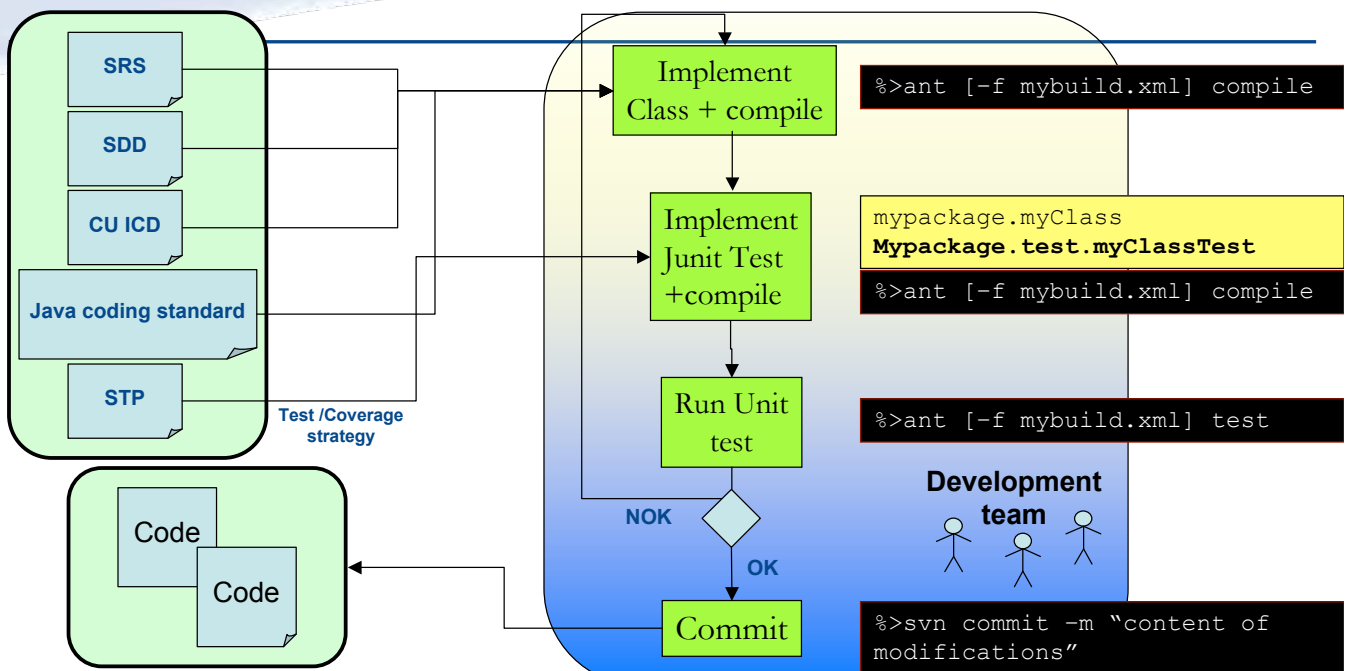 SRS
SDD
CU ICD
Java coding standard
STP
Test /Coverage
strategy
Code
Code
Implement
Class + compile
Implement
Junit Test
+compile
Run Unit
test
NOK
OK
Commit
%>ant [-f mybuild.xml] compile
mypackage.myClass
Mypackage.test.myClassTest
%>ant [-f mybuild.xml] compile
%>ant [-f mybuild.xml] test
Development
team
%>svn commit –m “content of
modifications”